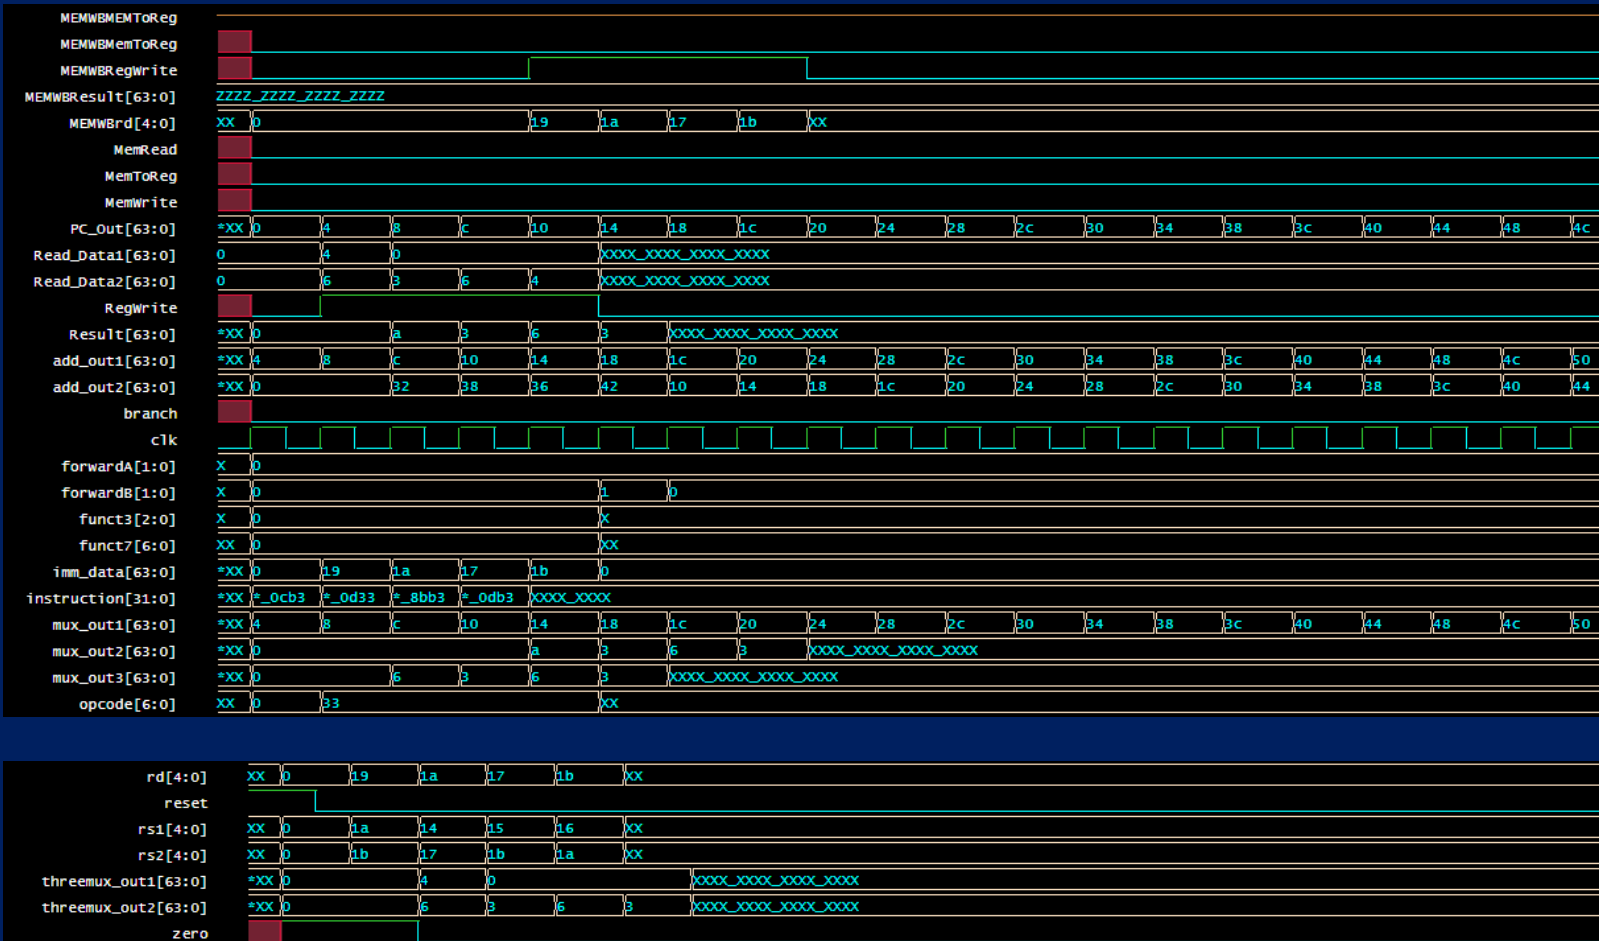 MEMWBMEMToReg
MEMWBMemToReg
MEMWBRegWrite
MEMWBResult[63:0] ZZZZ_ZZZZ_ZZZZ_ZZZZ
MEMWBrd[4:0] XX 0 19 1a 17 1b XX
MemRead
MemToReg
MemWrite
PC_Out[63:0] *XX 0 4 8 c 10 14 18 1c 20 24 28 2c 30 34 38 3c 40 44 48 4c
Read_Data1[63:0] 0 4 0 XXXX_XXXX_XXXX_XXXX
Read_Data2[63:0] 0 6 3 6 4 XXXX_XXXX_XXXX_XXXX
RegWrite
Result[63:0] *XX 0 a 3 6 3 XXXX_XXXX_XXXX_XXXX
add_out1[63:0] *XX 4 8 c 10 14 18 1c 20 24 28 2c 30 34 38 3c 40 44 48 4c 50
add_out2[63:0] *XX 0 32 38 36 42 10 14 18 1c 20 24 28 2c 30 34 38 3c 40 44
branch
clk
forwardA[1:0] X 0
forwardB[1:0] X 0 1 0
funct3[2:0] X 0 X
funct7[6:0] XX 0 XX
imm_data[63:0] *XX 0 19 1a 17 1b 0
instruction[31:0] *XX *_0cb3 *_0d33 *_8bb3 *_0db3 XXXX_XXXX
mux_out1[63:0] *XX 4 8 c 10 14 18 1c 20 24 28 2c 30 34 38 3c 40 44 48 4c 50
mux_out2[63:0] *XX 0 a 3 6 3 XXXX_XXXX_XXXX_XXXX
mux_out3[63:0] *XX 0 6 3 6 3 XXXX_XXXX_XXXX_XXXX
opcode[6:0] XX 0 33 XX
rd[4:0] XX 0 19 1a 17 1b XX
reset
rs1[4:0] XX 0 1a 14 15 16 XX
rs2[4:0] XX 0 1b 17 1b 1a XX
threemux_out1[63:0] *XX 0 4 0 XXXX_XXXX_XXXX_XXXX
threemux_out2[63:0] *XX 0 6 3 6 3 XXXX_XXXX_XXXX_XXXX
zero